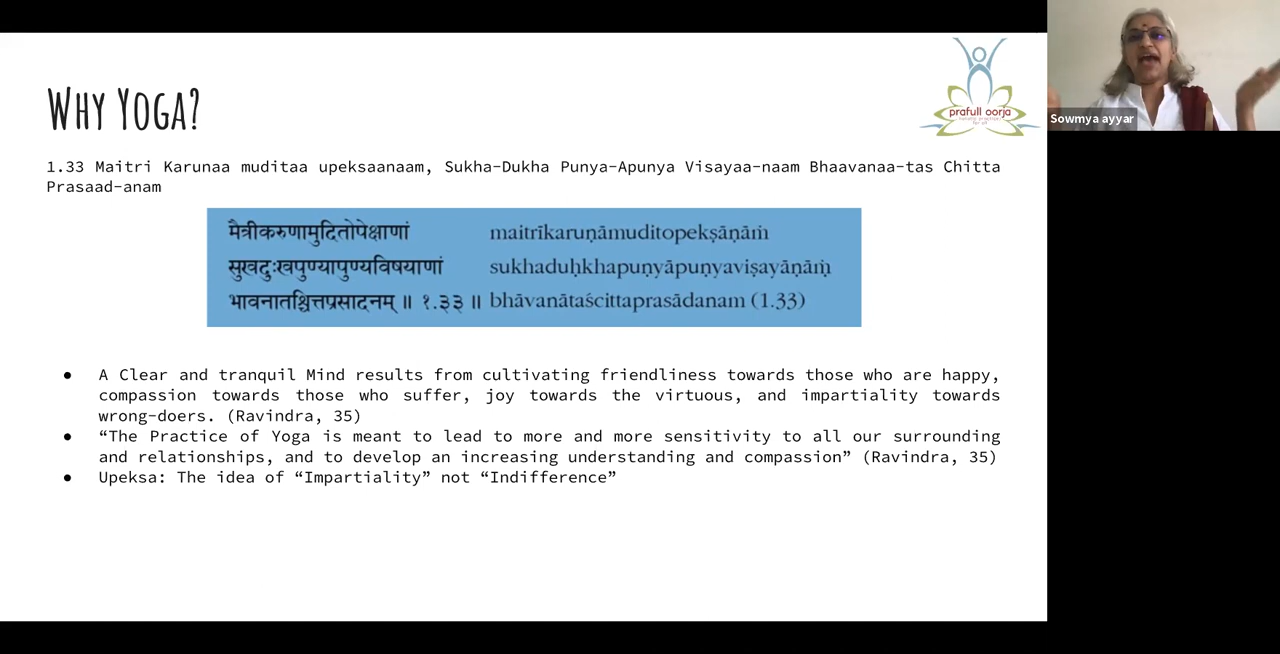 WHY YOGA?
prafull oorja
1.33 Maitri Karunaa muditaa upeksaanaam, Sukha-Dukha Punya-Apunya Visayaa-naam Bhaavanaa-tas Chitta
Prasaad-anam
मैत्रीकरुणामुदितोपेक्षाणां maitrīkaruṇāmuditopekṣāṇāṁ
सुखदुःखपुण्यापुण्यविषयाणां sukhaduḥkhapuṇyāpuṇyaviṣayāṇāṁ
भावनातश्चित्तप्रसादनम् ॥ १.३३ ॥ bhāvanātaścittaprasādanam (1.33)
● A Clear and tranquil Mind results from cultivating friendliness towards those who are happy,
compassion towards those who suffer, joy towards the virtuous, and impartiality towards
wrong-doers. (Ravindra, 35)
● “The Practice of Yoga is meant to lead to more and more sensitivity to all our surrounding
and relationships, and to develop an increasing understanding and compassion” (Ravindra, 35)
● Upeksa: The idea of “Impartiality” not “Indifference”
Sowmya ayyar